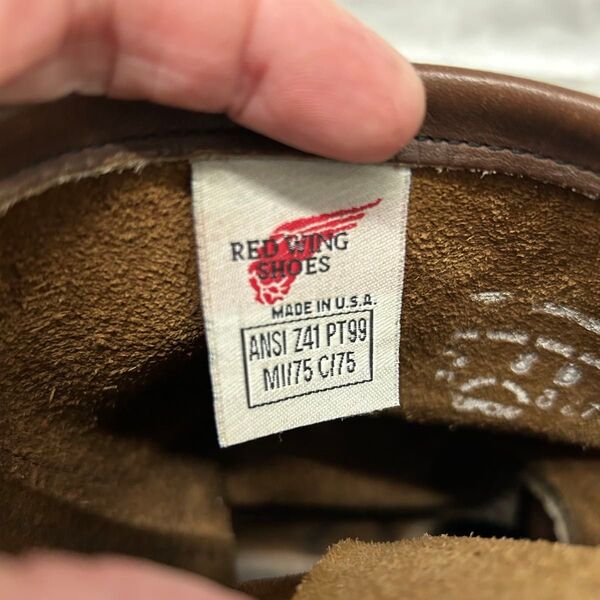 RED WING
SHOES
MADE IN U.S.A.
ANSI Z41 PT99
MI/75 C/75